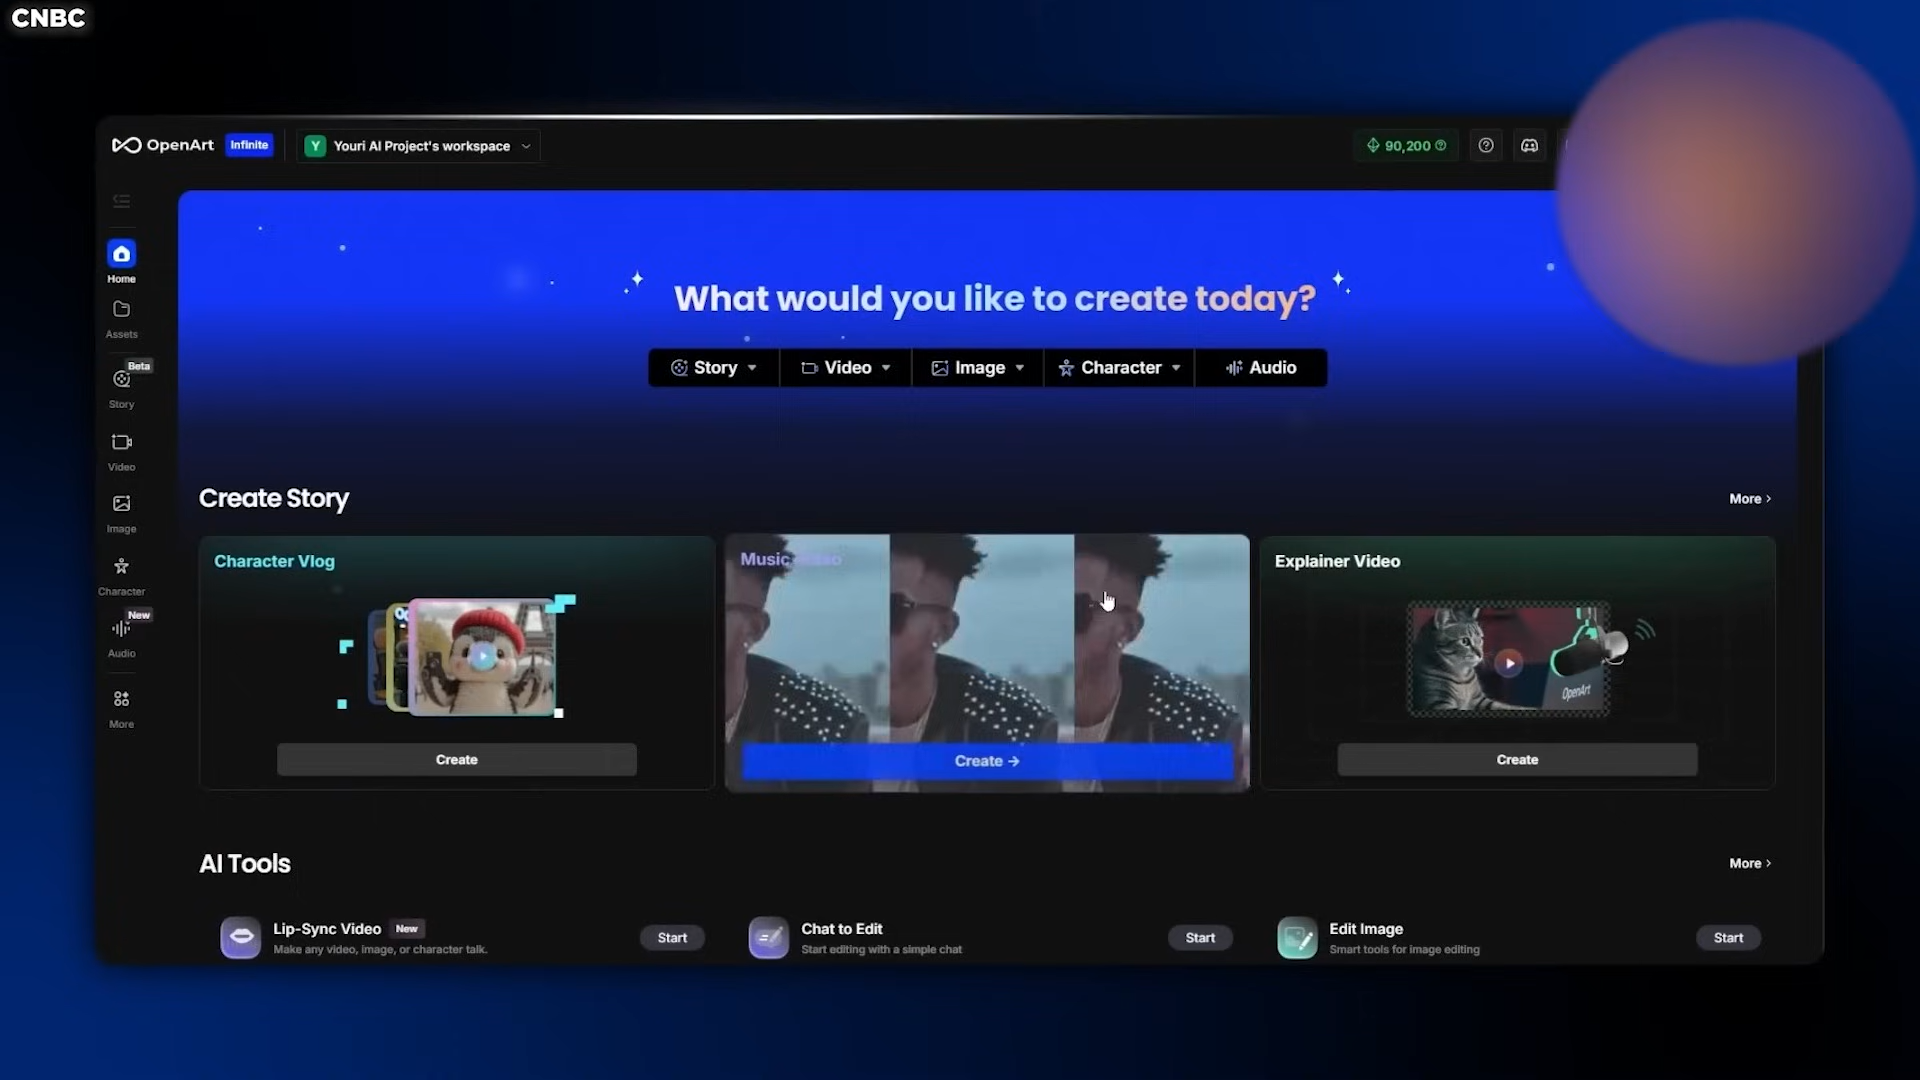 CNBC
OpenArt
Infinite
Y
Youri AI Project's workspace
90,200
Home
Assets
Beta
Story
Video
Image
Character
New
Audio
More
What would you like to create today?
Story
Video
Image
Character
Audio
Create Story
More
Character Vlog
Create
Music
Create
Explainer Video
OpenArt
Create
AI Tools
More
Lip-Sync Video
New
Make any video, image, or character talk.
Start
Chat to Edit
Start editing with a simple chat
Start
Edit Image
Smart tools for image editing
Start